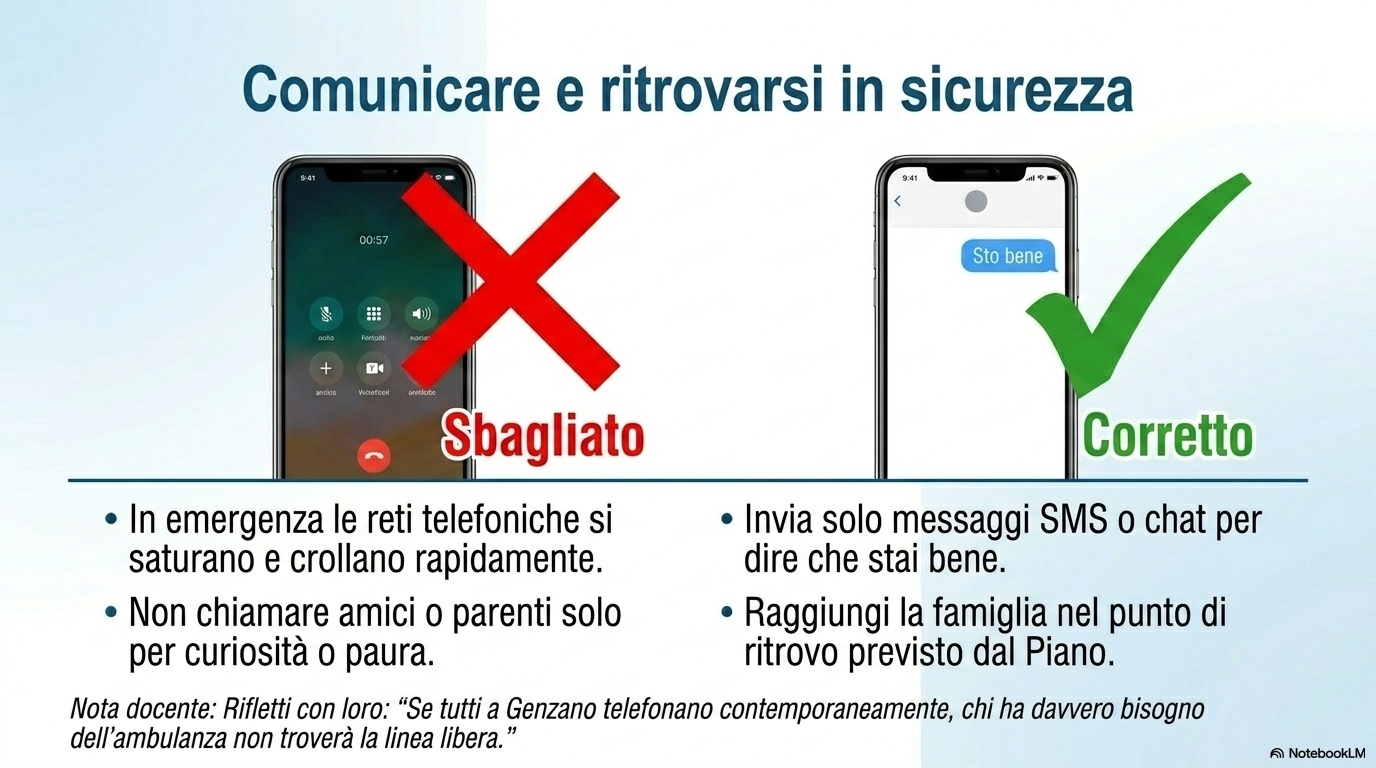 Comunicare e ritrovarsi in sicurezza
9:41
00:57
9:41
Sto bene
Sbagliato
Corretto
• In emergenza le reti telefoniche si
saturano e crollano rapidamente.
• Non chiamare amici o parenti solo
per curiosità o paura.
• Invia solo messaggi SMS o chat per
dire che stai bene.
• Raggiungi la famiglia nel punto di
ritrovo previsto dal Piano.
Nota docente: Rifletti con loro: “Se tutti a Genzano telefonano contemporaneamente, chi ha davvero bisogno
dell’ambulanza non troverà la linea libera.”
NotebookLM